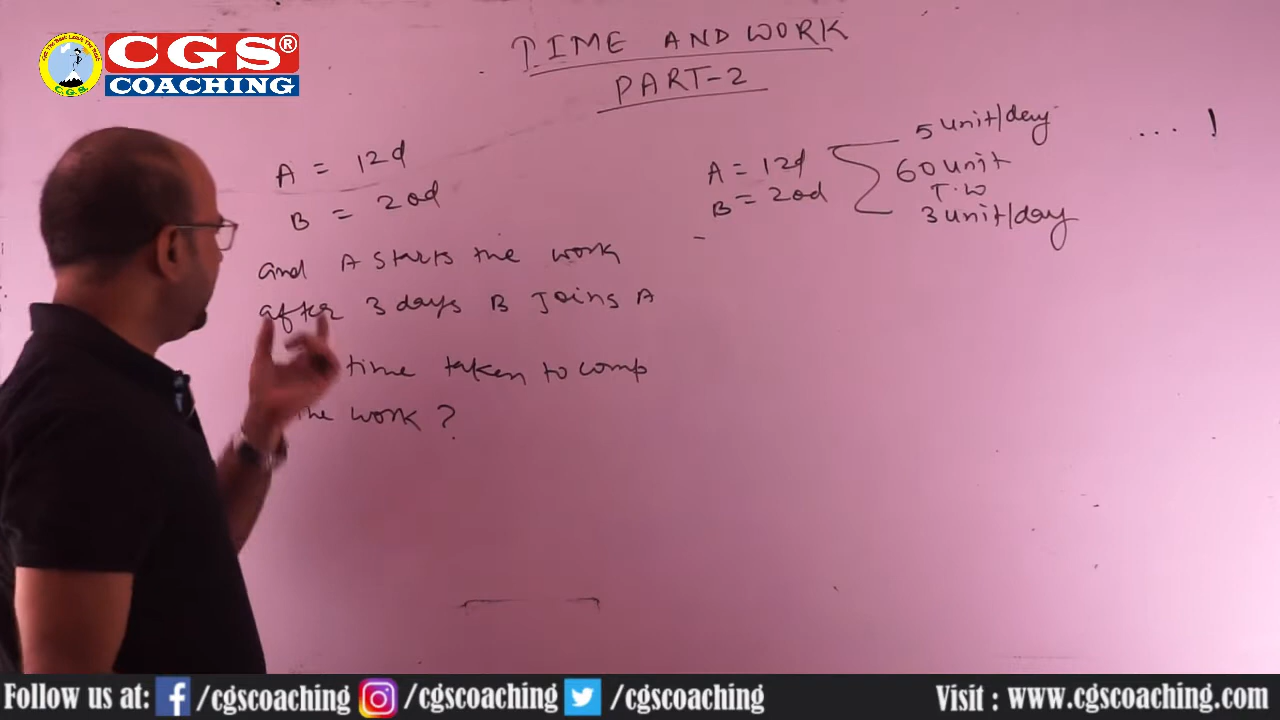 CGS®
COACHING
C.G.S.
TIME AND WORK
PART-2
A = 12d
B = 20d
and A starts the work
after 3 days B Joins A
time taken to comp
the work ?
5 unit/day
A = 12d
60 unit
B = 20d
T.W
3 unit/day
... !
Follow us at: /cgscoaching /cgscoaching /cgscoaching
Visit : www.cgscoaching.com